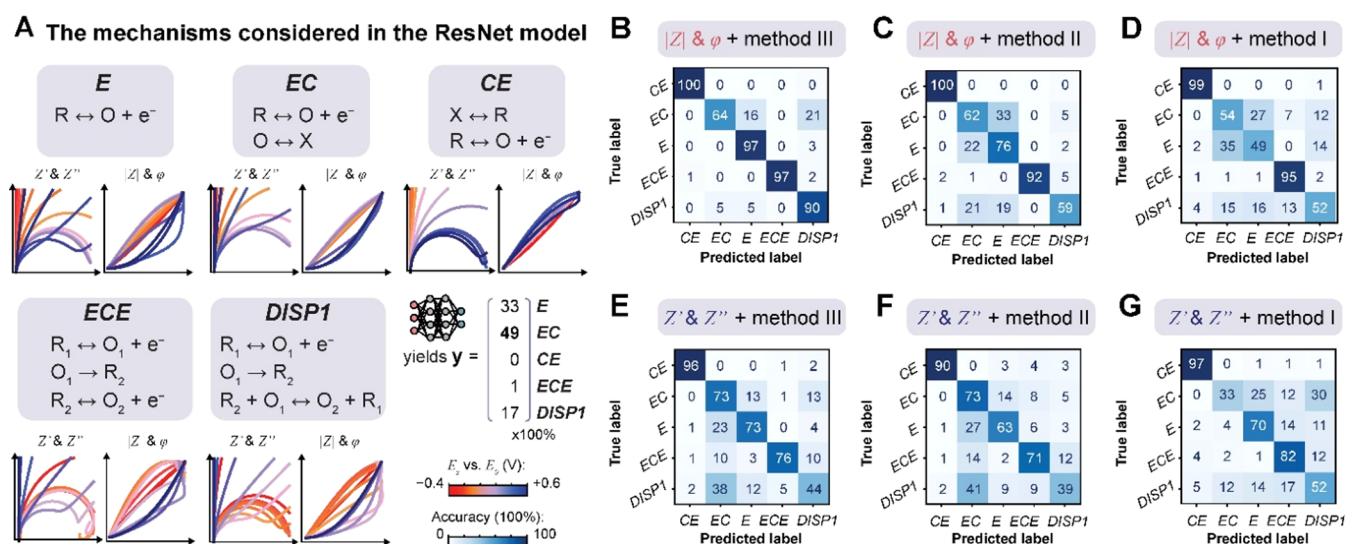 A The mechanisms considered in the ResNet model
E
R ↔ O + e⁻
EC
R ↔ O + e⁻
O ↔ X
CE
X ↔ R
R ↔ O + e⁻
Z' & Z'' |Z| & φ Z' & Z'' |Z| & φ Z' & Z'' |Z| & φ
ECE
R₁ ↔ O₁ + e⁻
O₁ → R₂
R₂ ↔ O₂ + e⁻
DISP1
R₁ ↔ O₁ + e⁻
O₁ → R₂
R₂ + O₁ ↔ O₂ + R₁
yields y =
33 E
49 EC
0 CE
1 ECE
17 DISP1
x100%
Z' & Z'' |Z| & φ Z' & Z'' |Z| & φ
vs. (V):
−0.4 +0.6
Accuracy (100%):
0 100
B |Z| & φ + method III
True label
CE 100 0 0 0 0
EC 0 64 16 0 21
E 0 0 97 0 3
ECE 1 0 0 97 2
DISP1 0 5 5 0 90
CE EC E ECE DISP1
Predicted label
C |Z| & φ + method II
True label
CE 100 0 0 0 0
EC 0 62 33 0 5
E 0 22 76 0 2
ECE 2 1 0 92 5
DISP1 1 21 19 0 59
CE EC E ECE DISP1
Predicted label
D |Z| & φ + method I
True label
CE 99 0 0 0 1
EC 0 54 27 7 12
E 2 35 49 0 14
ECE 1 1 1 95 2
DISP1 4 15 16 13 52
CE EC E ECE DISP1
Predicted label
E Z' & Z'' + method III
True label
CE 96 0 0 1 2
EC 0 73 13 1 13
E 1 23 73 0 3
ECE 1 10 3 76 10
DISP1 2 38 12 5 44
CE EC E ECE DISP1
Predicted label
F Z' & Z'' + method II
True label
CE 90 0 3 4 3
EC 0 73 14 8 5
E 1 27 63 6 3
ECE 1 14 2 71 12
DISP1 2 41 9 9 39
CE EC E ECE DISP1
Predicted label
G Z' & Z'' + method I
True label
CE 97 0 1 1 1
EC 0 33 25 12 30
E 1 4 70 14 11
ECE 4 2 1 82 12
DISP1 5 12 14 17 52
CE EC E ECE DISP1
Predicted label